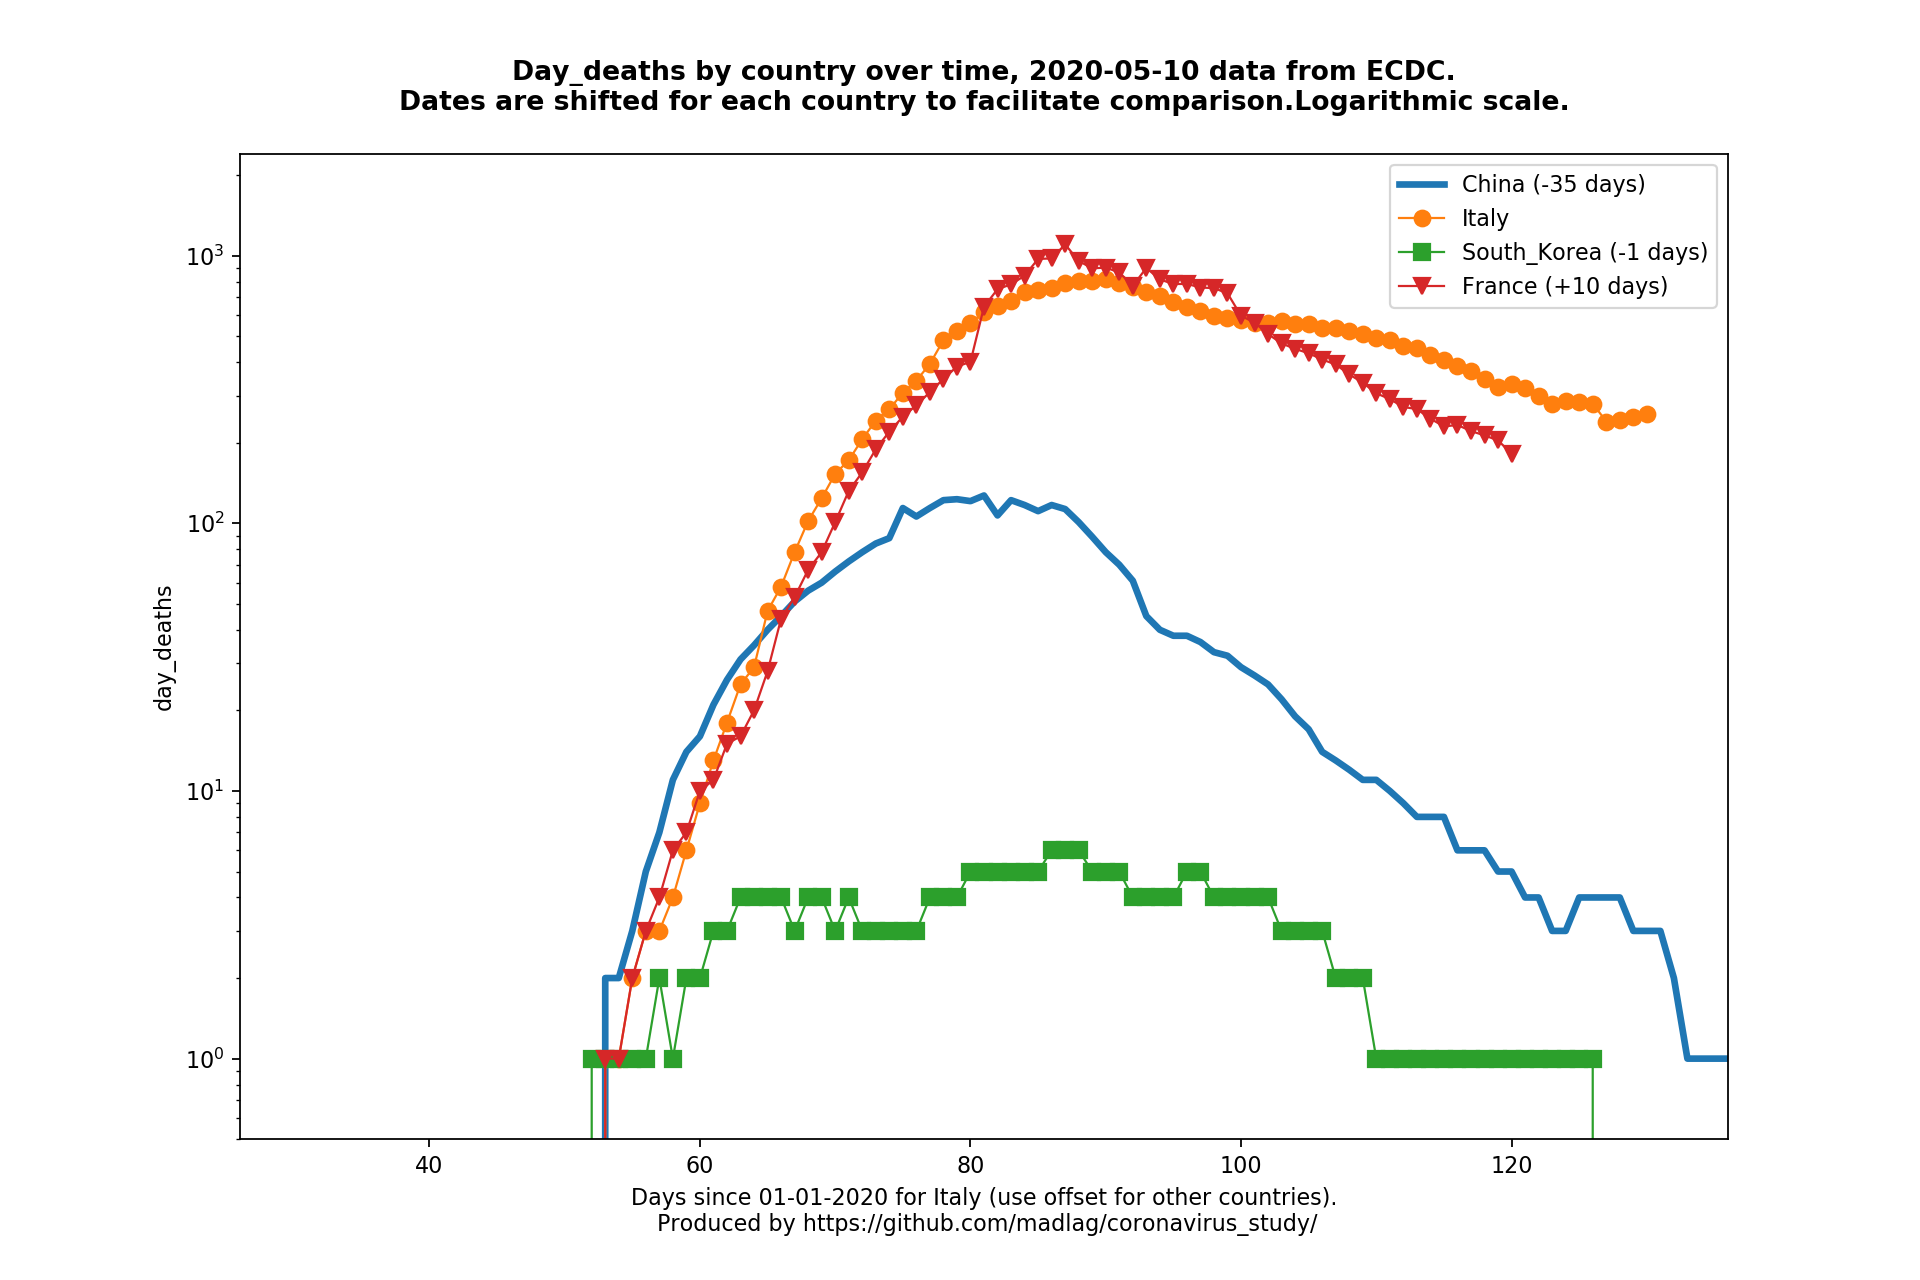 Day_deaths by country over time, 2020-05-10 data from ECDC.
Dates are shifted for each country to facilitate comparison.Logarithmic scale.
China (-35 days)
Italy
South_Korea (-1 days)
France (+10 days)
10³
10²
10¹
10⁰
day_deaths
40 60 80 100 120
Days since 01-01-2020 for Italy (use offset for other countries).
Produced by https://github.com/madlag/coronavirus_study/